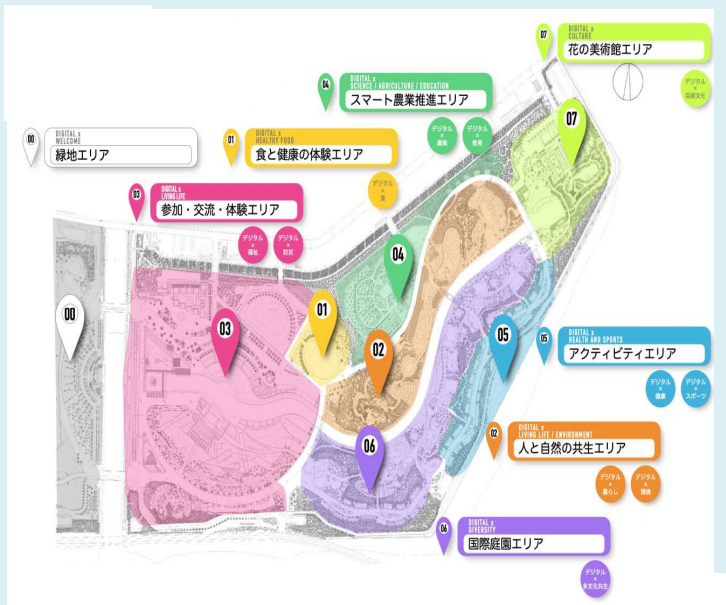 07
DIGITAL x
CULTURE
花の美術館エリア
デジタル
×
芸術文化
04
DIGITAL x
SCIENCE / AGRICULTURE / EDUCATION
スマート農業推進エリア
デジタル
×
農業
デジタル
×
教育
00
DIGITAL x
WELCOME
緑地エリア
01
DIGITAL x
HEALTHY FOOD
食と健康の体験エリア
デジタル
×
食
03
DIGITAL x
LIVING LIFE
参加・交流・体験エリア
デジタル
×
福祉
デジタル
×
防災
07
04
00
03
01
02
05
06
05
DIGITAL x
HEALTH AND SPORTS
アクティビティエリア
デジタル
×
健康
デジタル
×
スポーツ
02
DIGITAL x
LIVING LIFE / ENVIRONMENT
人と自然の共生エリア
デジタル
×
暮らし
デジタル
×
環境
06
DIGITAL x
DIVERSITY
国際庭園エリア
デジタル
×
多文化共生